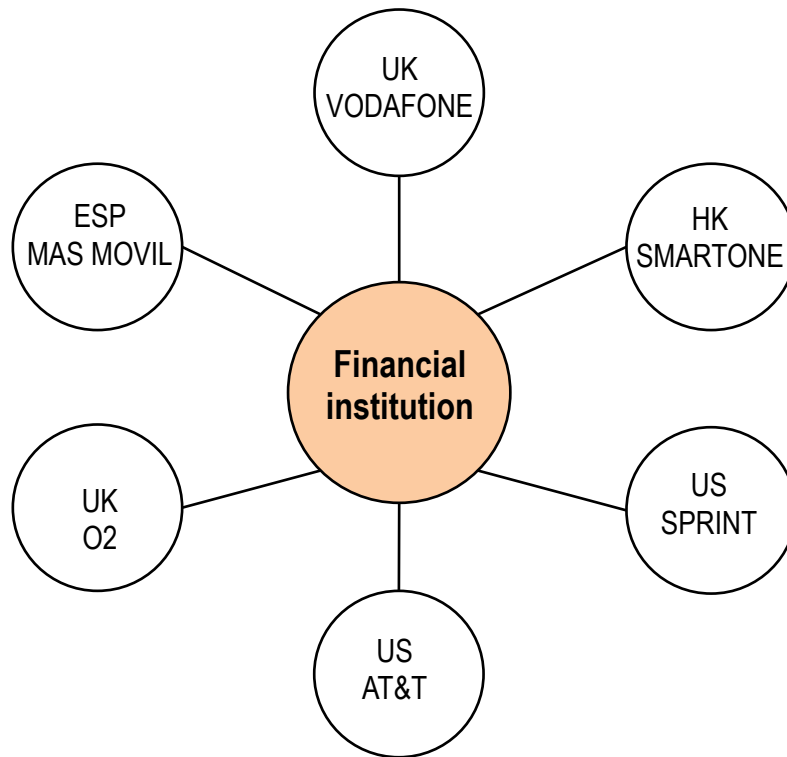 UK
VODAFONE
ESP
MAS MOVIL
HK
SMARTONE
Financial
institution
UK
O2
US
SPRINT
US
AT&T